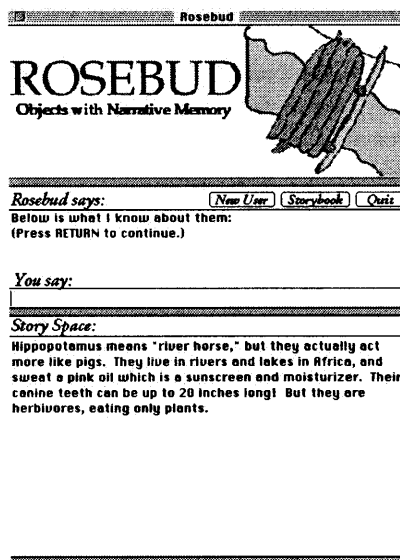 Rosebud
ROSEBUD
Objects with Narrative Memory
Rosebud says:
New User
Storybook
Quit
Below is what I know about them:
(Press RETURN to continue.)
You say:
Story Space:
Hippopotamus means "river horse," but they actually act
more like pigs. They live in rivers and lakes in Africa, and
sweat a pink oil which is a sunscreen and moisturizer. Their
canine teeth can be up to 20 inches long! But they are
herbivores, eating only plants.